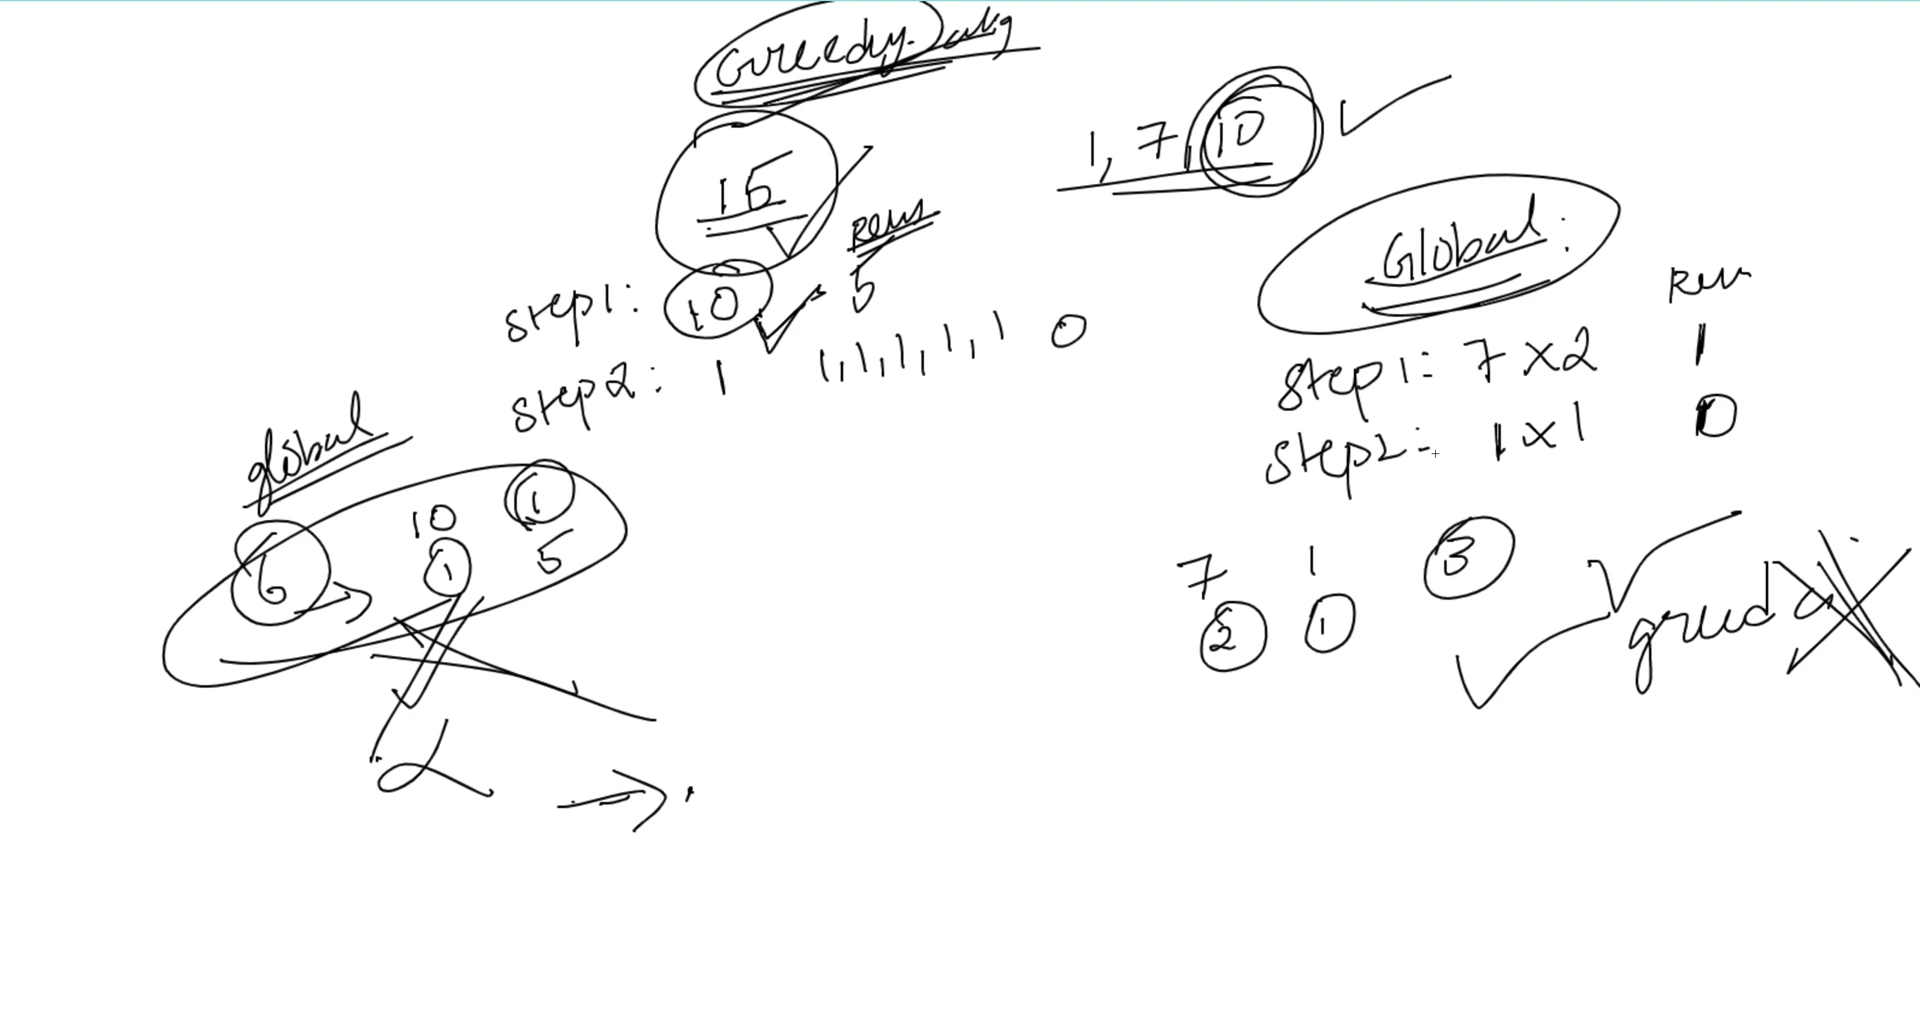 Greedy. Alg
15
1, 7, 10
Rem
step1: 10 5
step2: 1 1,1,1,1,1 0
Global:
Rem
Step1: 7 x 2 1
Step2: 1 x 1 0
global
6 10 1
1 5
2
7 1 3
2 1
greedy